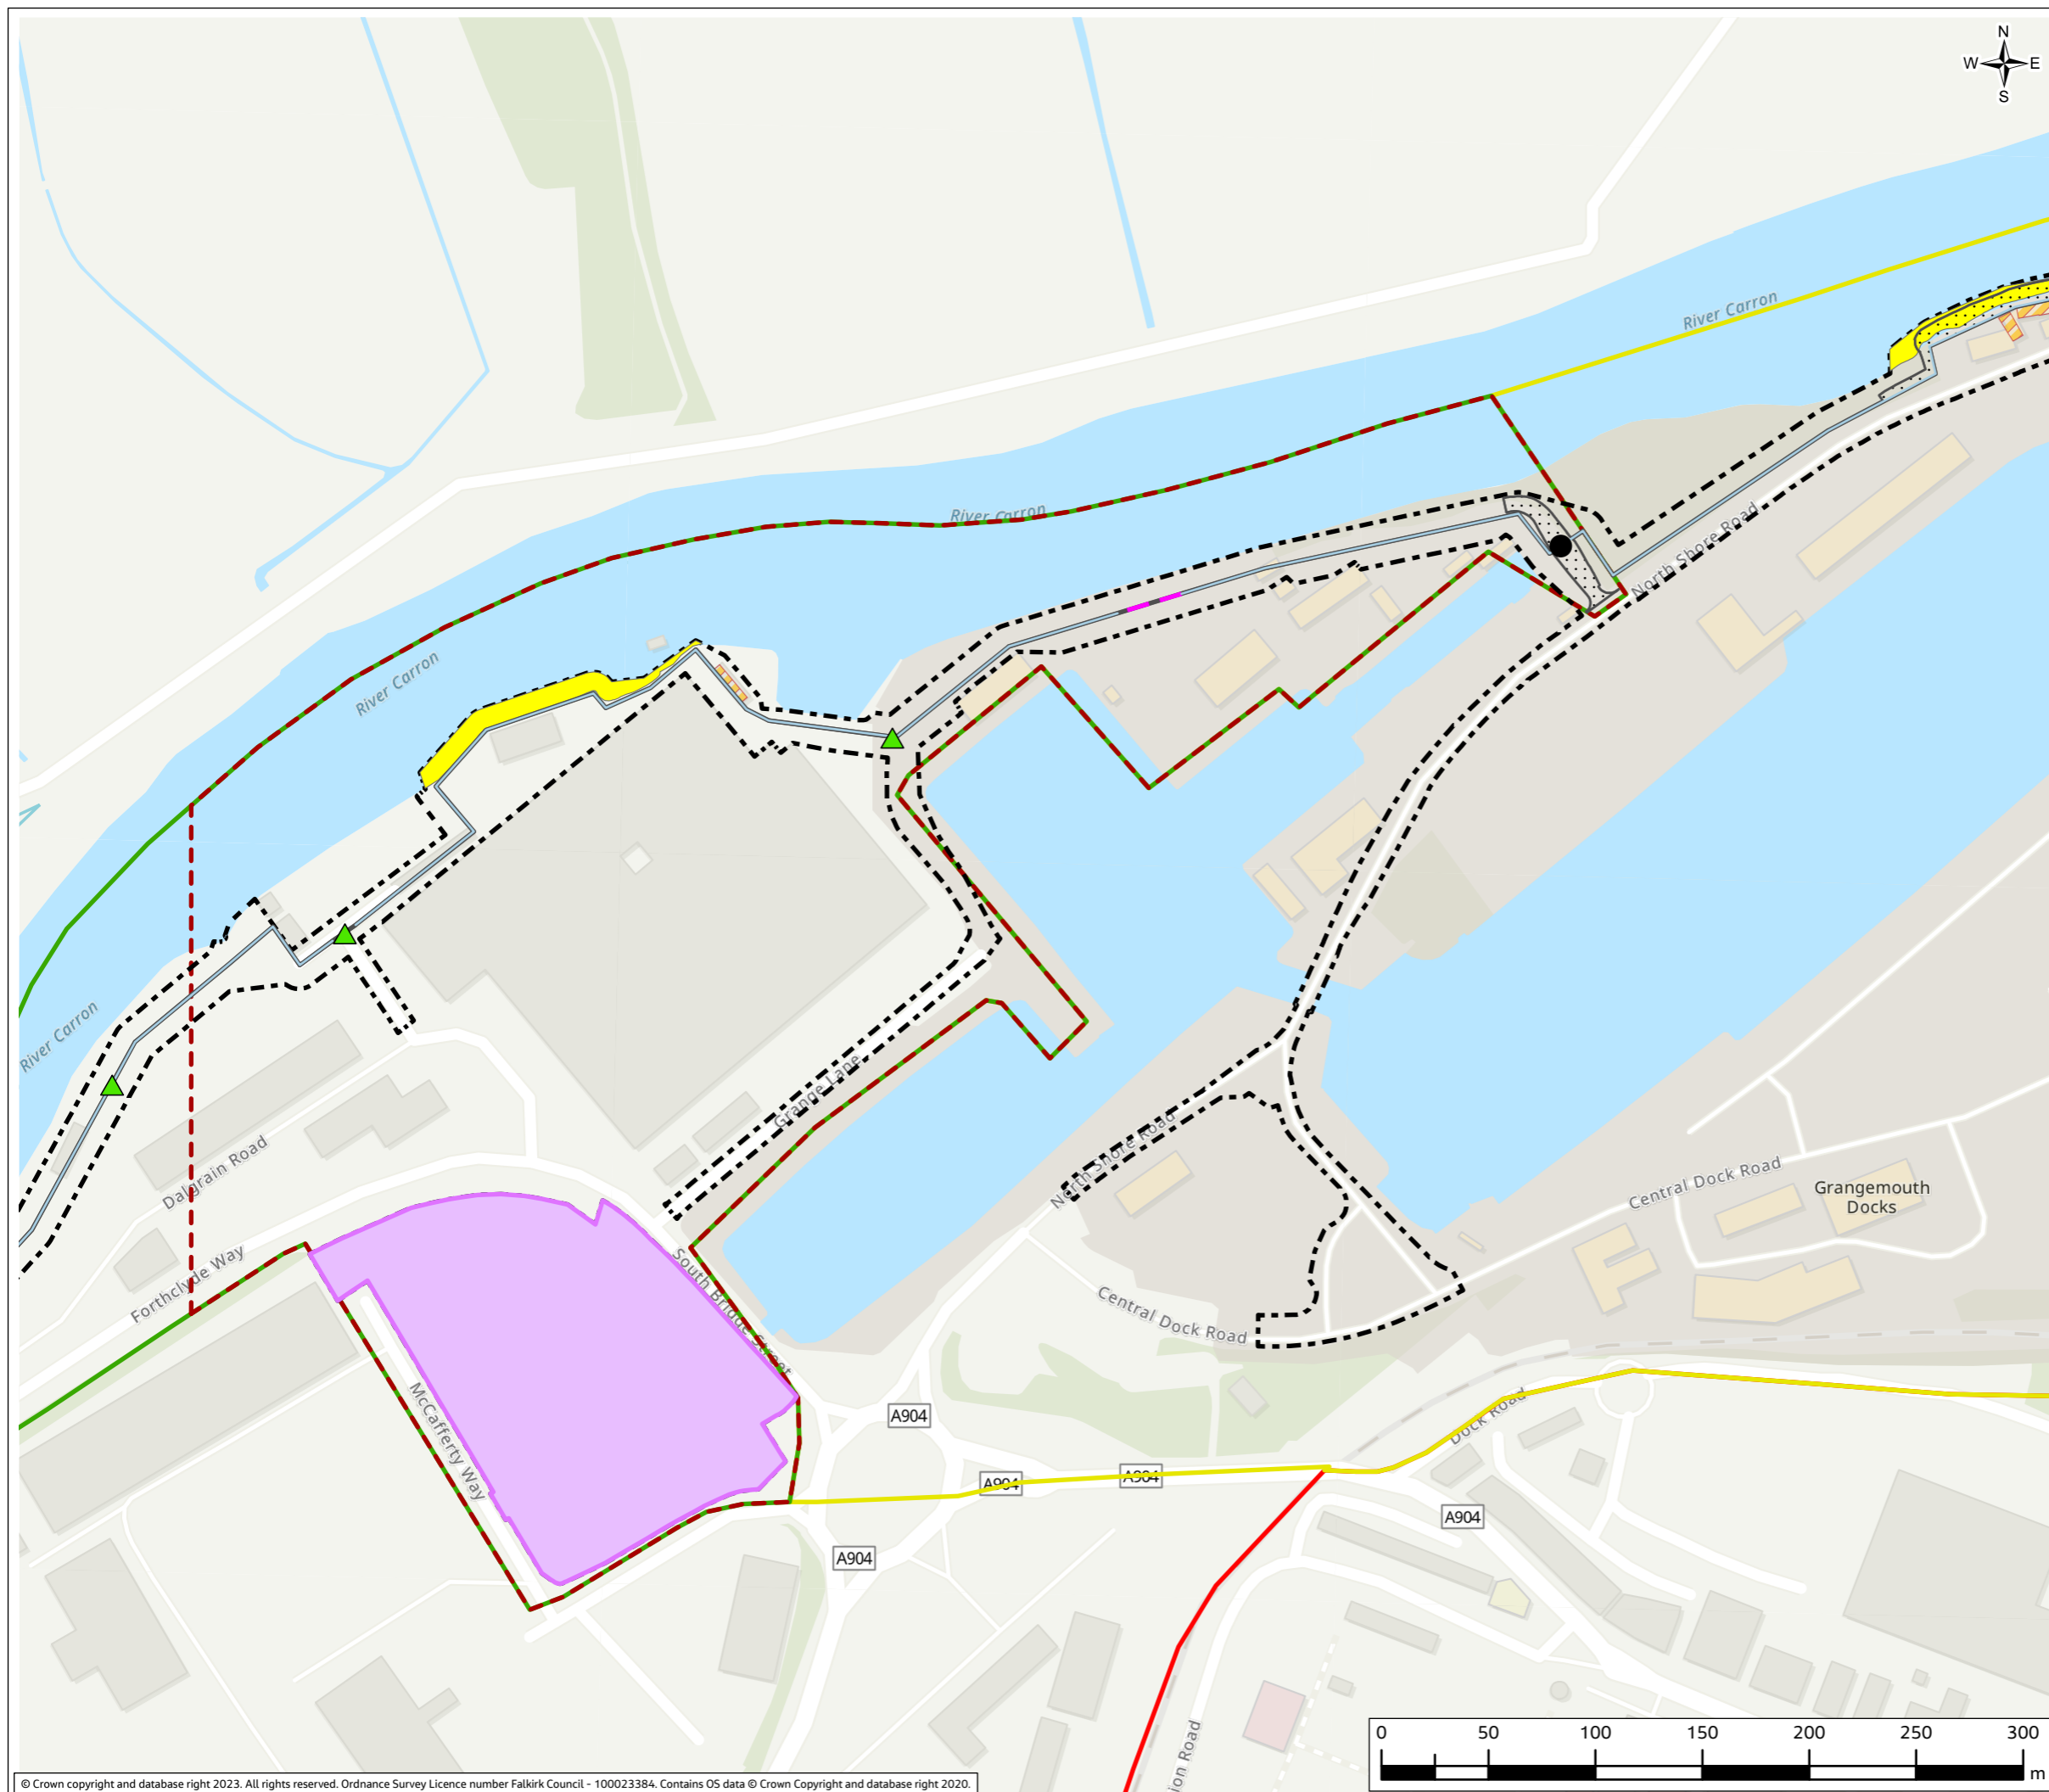 N
W E
S
River Carron
River Carron
River Carron
North Shore Road
River Carron
Grange Lane
Dalgrain Road
North Shore Road
Central Dock Road
Grangemouth
Docks
Forthclyde Way
South Bridge Street
Central Dock Road
McCafferty Way
A904
Dock Road
A904
A904
A904
A904
ion Road
0 50 100 150 200 250 300
m
© Crown copyright and database right 2023. All rights reserved. Ordnance Survey Licence number Falkirk Council - 100023384. Contains OS data © Crown Copyright and database right 2020.